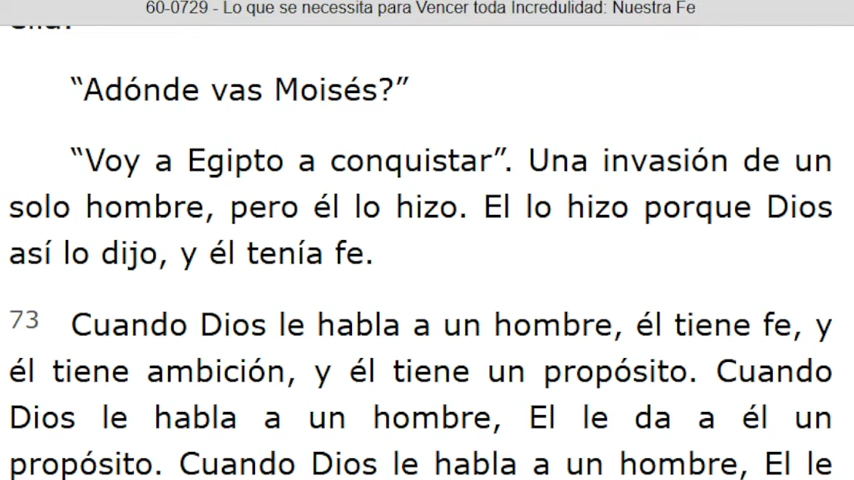 60-0729 - Lo que se necessita para Vencer toda Incredulidad: Nuestra Fe
“Adónde vas Moisés?”
“Voy a Egipto a conquistar”. Una invasión de un
solo hombre, pero él lo hizo. El lo hizo porque Dios
así lo dijo, y él tenía fe.
73 Cuando Dios le habla a un hombre, él tiene fe, y
él tiene ambición, y él tiene un propósito. Cuando
Dios le habla a un hombre, El le da a él un
propósito. Cuando Dios le habla a un hombre, El le